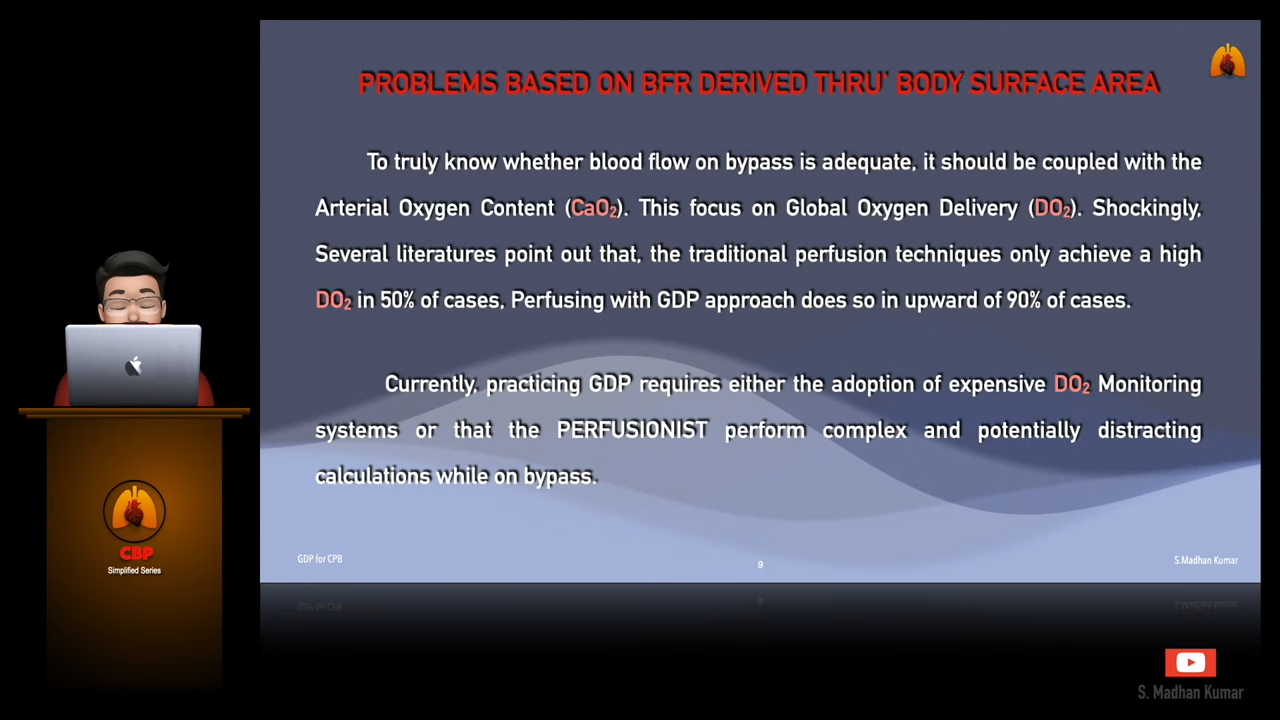 PROBLEMS BASED ON BFR DERIVED THRU' BODY SURFACE AREA
To truly know whether blood flow on bypass is adequate, it should be coupled with the
Arterial Oxygen Content (CaO₂). This focus on Global Oxygen Delivery (DO₂). Shockingly,
Several literatures point out that, the traditional perfusion techniques only achieve a high
DO₂ in 50% of cases, Perfusing with GDP approach does so in upward of 90% of cases.
Currently, practicing GDP requires either the adoption of expensive DO₂ Monitoring
systems or that the PERFUSIONIST perform complex and potentially distracting
calculations while on bypass.
GDP for CPB
9
S.Madhan Kumar
CBP
Simplified Series
S. Madhan Kumar